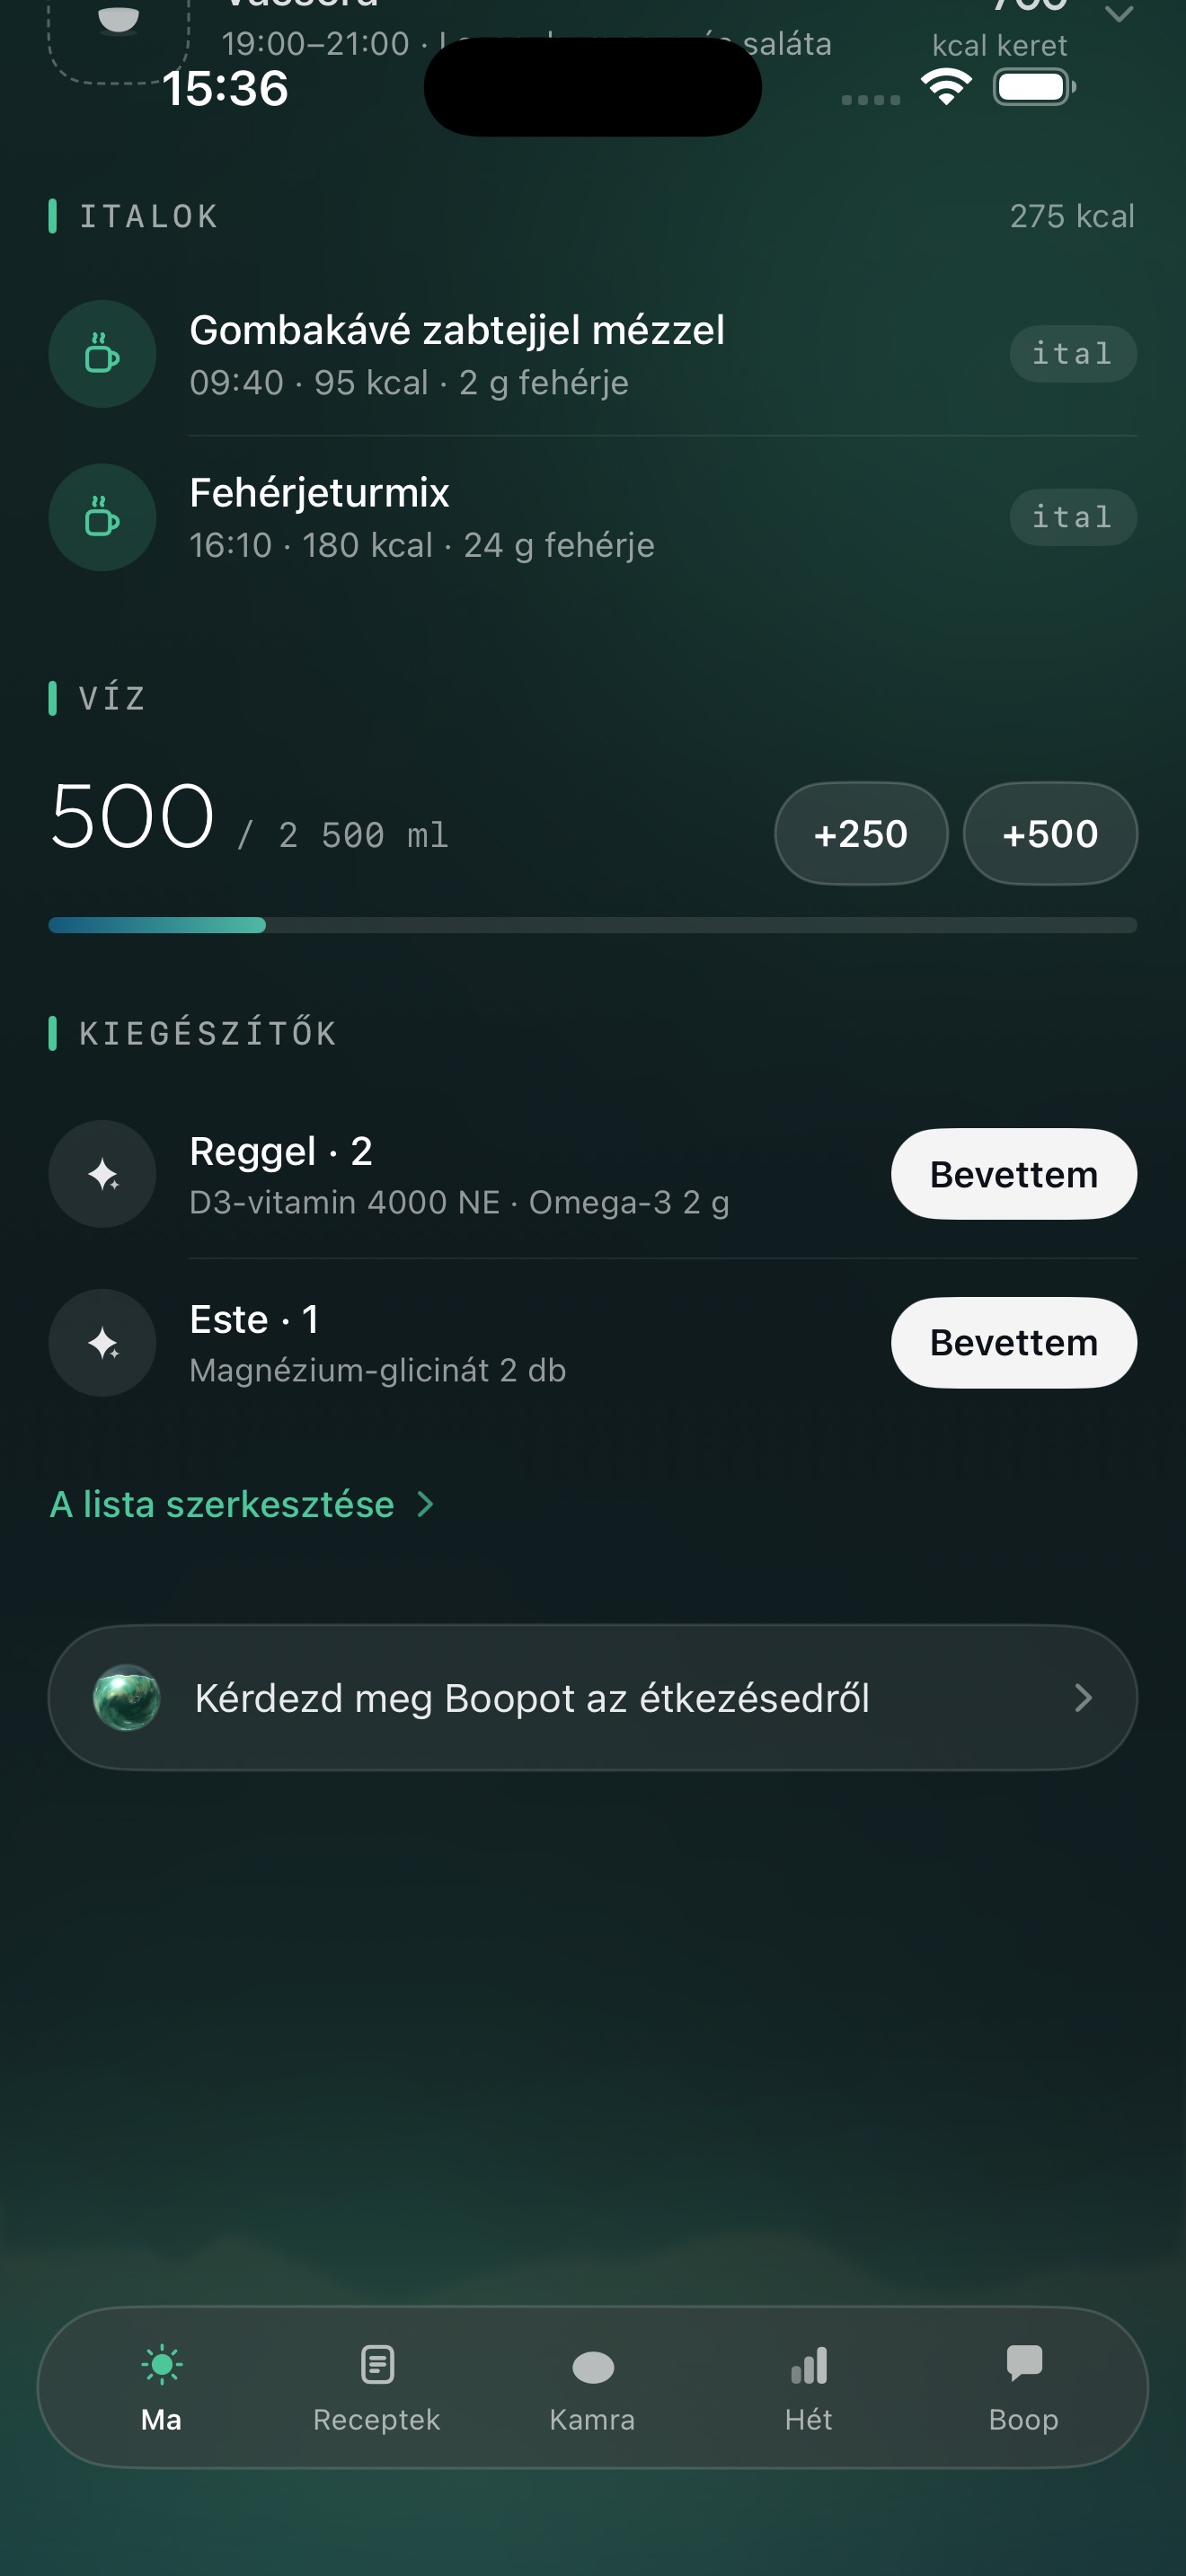 19:00–21:00 · saláta
kcal keret
15:36
ITALOK
275 kcal
Gombakávé zabtejjel mézzel
09:40 · 95 kcal · 2 g fehérje
ital
Fehérjeturmix
16:10 · 180 kcal · 24 g fehérje
ital
VÍZ
500 / 2 500 ml
+250
+500
KIEGÉSZÍTŐK
Reggel · 2
D3-vitamin 4000 NE · Omega-3 2 g
Bevettem
Este · 1
Magnézium-glicinát 2 db
Bevettem
A lista szerkesztése
Kérdezd meg Boopot az étkezésedről
Ma
Receptek
Kamra
Hét
Boop